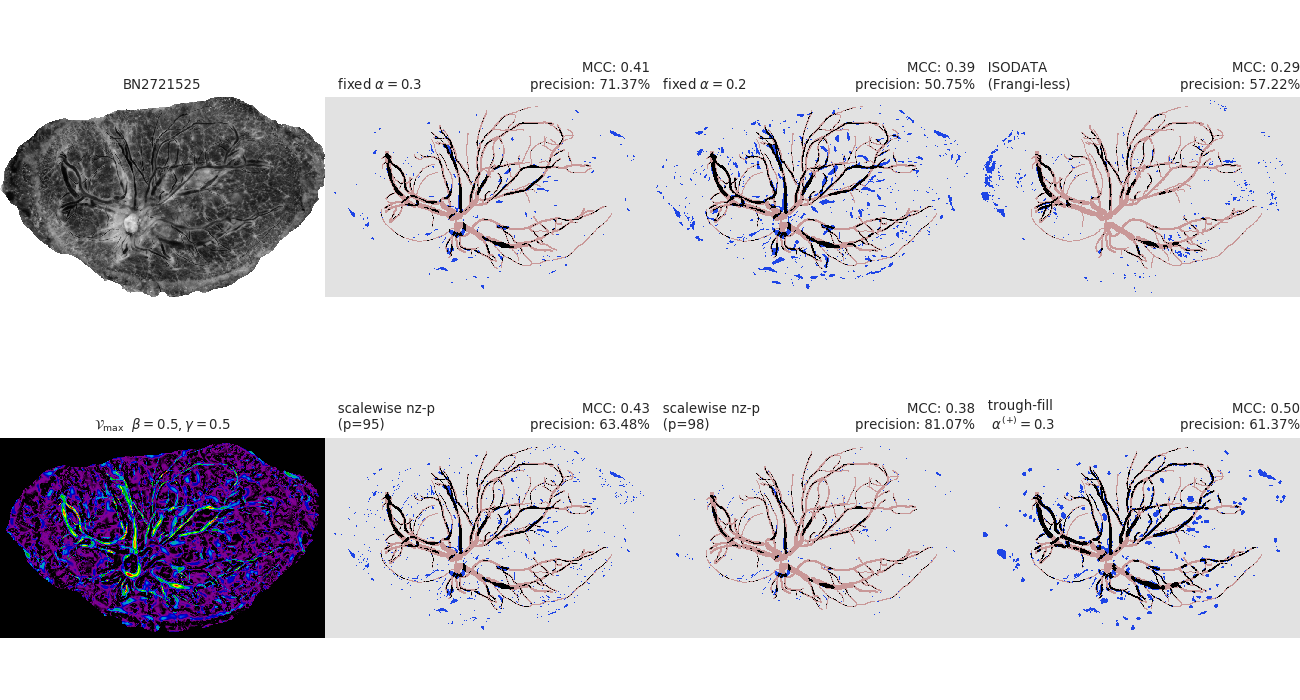 BN2721525
fixed α = 0.3
MCC: 0.41
precision: 71.37%
fixed α = 0.2
MCC: 0.39
precision: 50.75%
ISODATA
(Frangi-less)
MCC: 0.29
precision: 57.22%
𝒱max β = 0.5, γ = 0.5
scalewise nz-p
(p=95)
MCC: 0.43
precision: 63.48%
scalewise nz-p
(p=98)
MCC: 0.38
precision: 81.07%
trough-fill
α(+) = 0.3
MCC: 0.50
precision: 61.37%